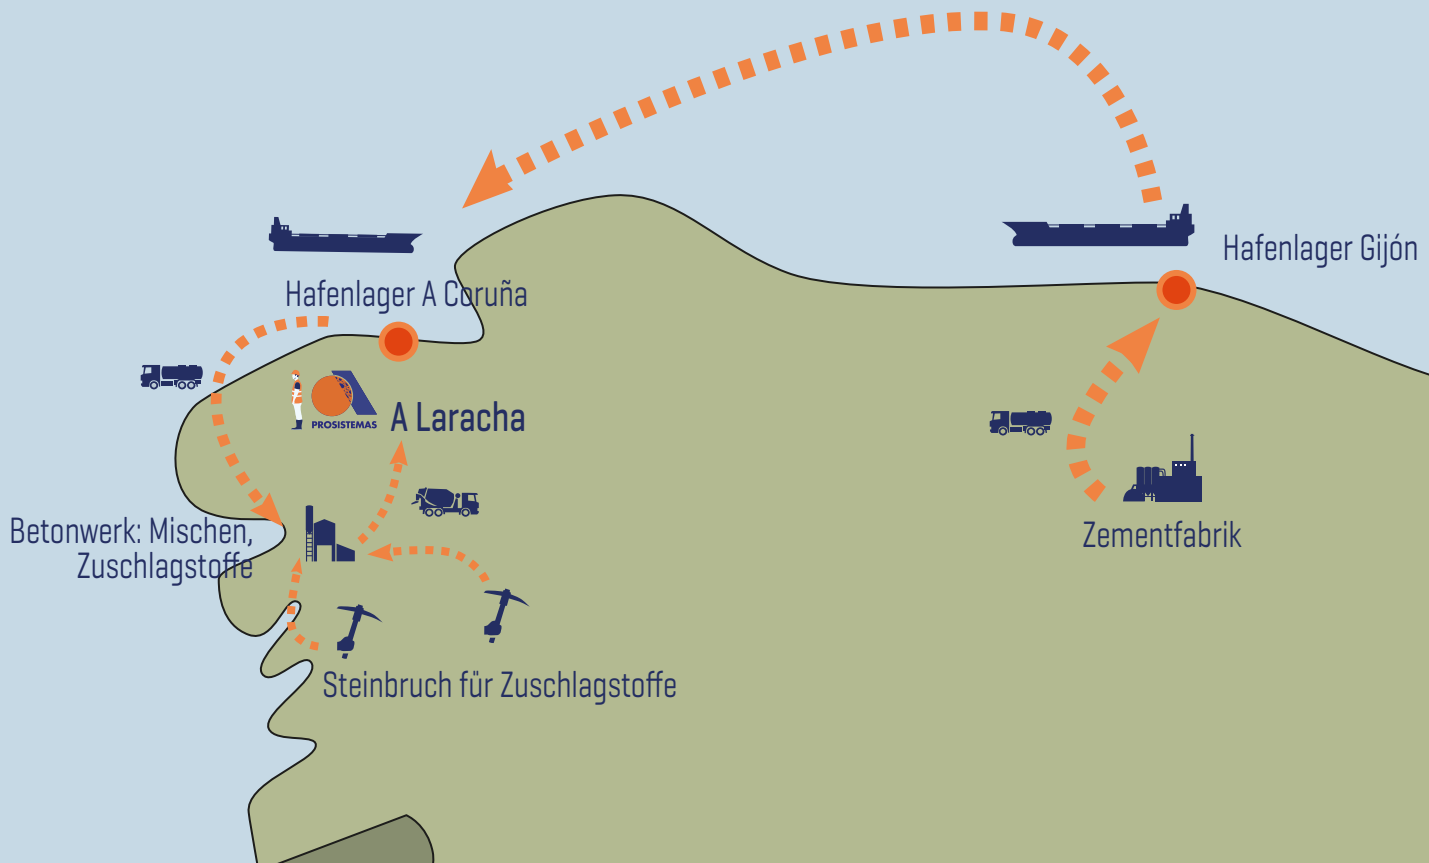 Hafenlager Gijón
Hafenlager A Coruña
PROSISTEMAS
A Laracha
Betonwerk: Mischen,
Zuschlagstoffe
Zementfabrik
Steinbruch für Zuschlagstoffe